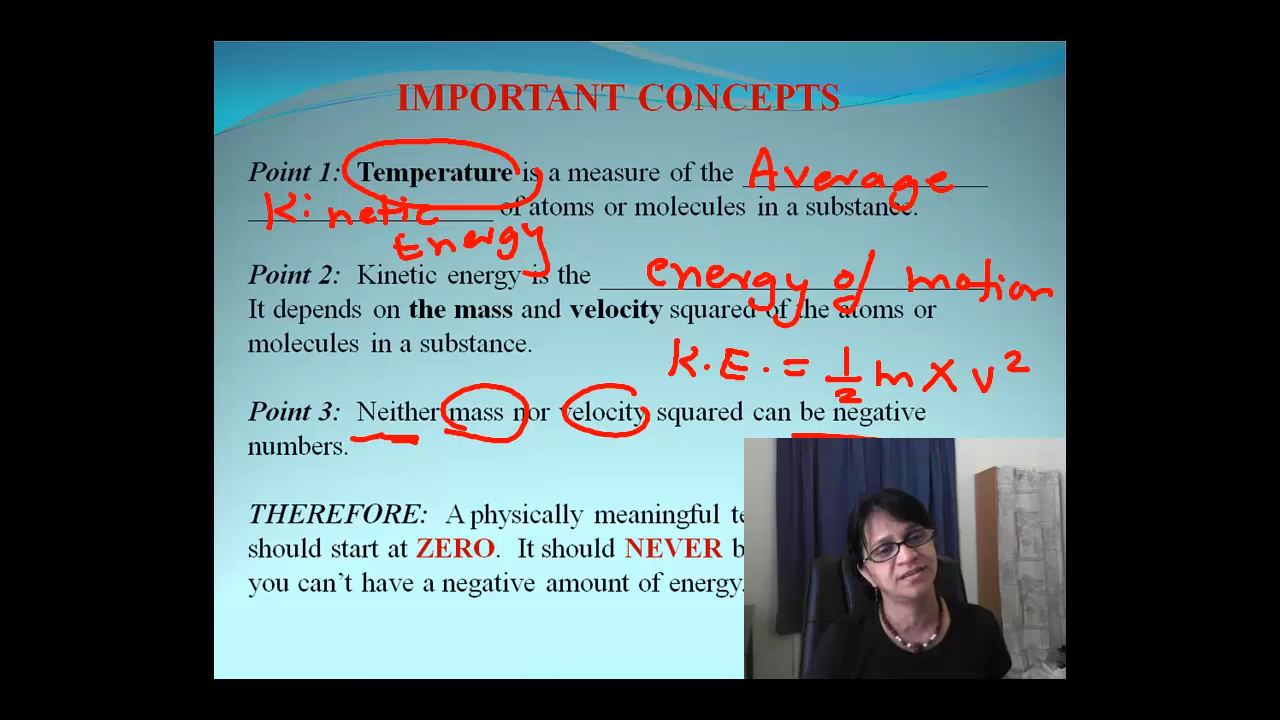 IMPORTANT CONCEPTS
Point 1: Temperature is a measure of the Average
Kinetic of atoms or molecules in a substance.
Energy
Point 2: Kinetic energy is the energy of motion
It depends on the mass and velocity squared of the atoms or
molecules in a substance.
K.E. = 1/2 m x v²
Point 3: Neither mass nor velocity squared can be negative
numbers.
THEREFORE: A physically meaningful
should start at ZERO. It should NEVER
you can't have a negative amount of energy.